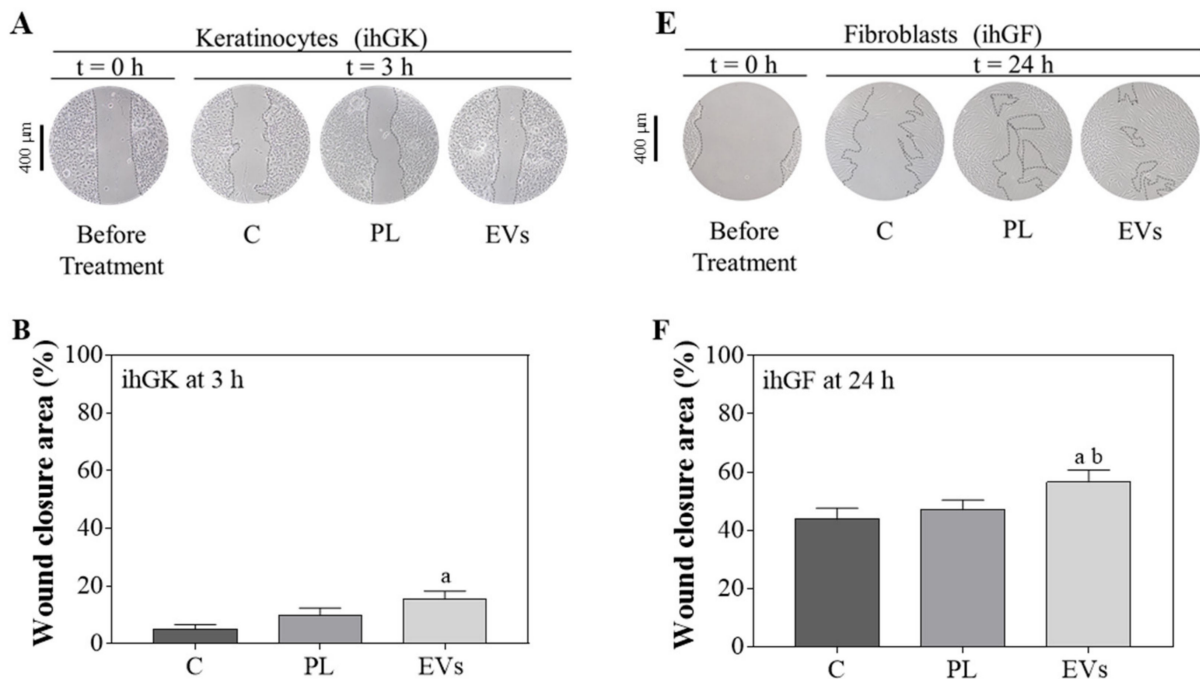 A
Keratinocytes (ihGK)
t = 0 h
t = 3 h
400 µm
Before
Treatment
C
PL
EVs
E
Fibroblasts (ihGF)
t = 0 h
t = 24 h
400 µm
Before
Treatment
C
PL
EVs
B
Wound closure area (%)
100
80
60
40
20
0
ihGK at 3 h
a
C
PL
EVs
F
Wound closure area (%)
100
80
60
40
20
0
ihGF at 24 h
a b
C
PL
EVs